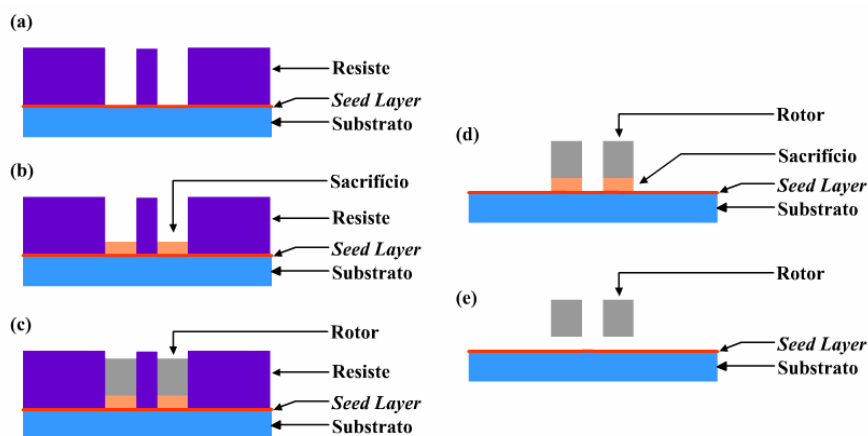 (a)
Resiste
Seed Layer
Substrato
(b)
Sacrifício
Resiste
Seed Layer
Substrato
(c)
Rotor
Resiste
Seed Layer
Substrato
(d)
Rotor
Sacrifício
Seed Layer
Substrato
(e)
Rotor
Seed Layer
Substrato